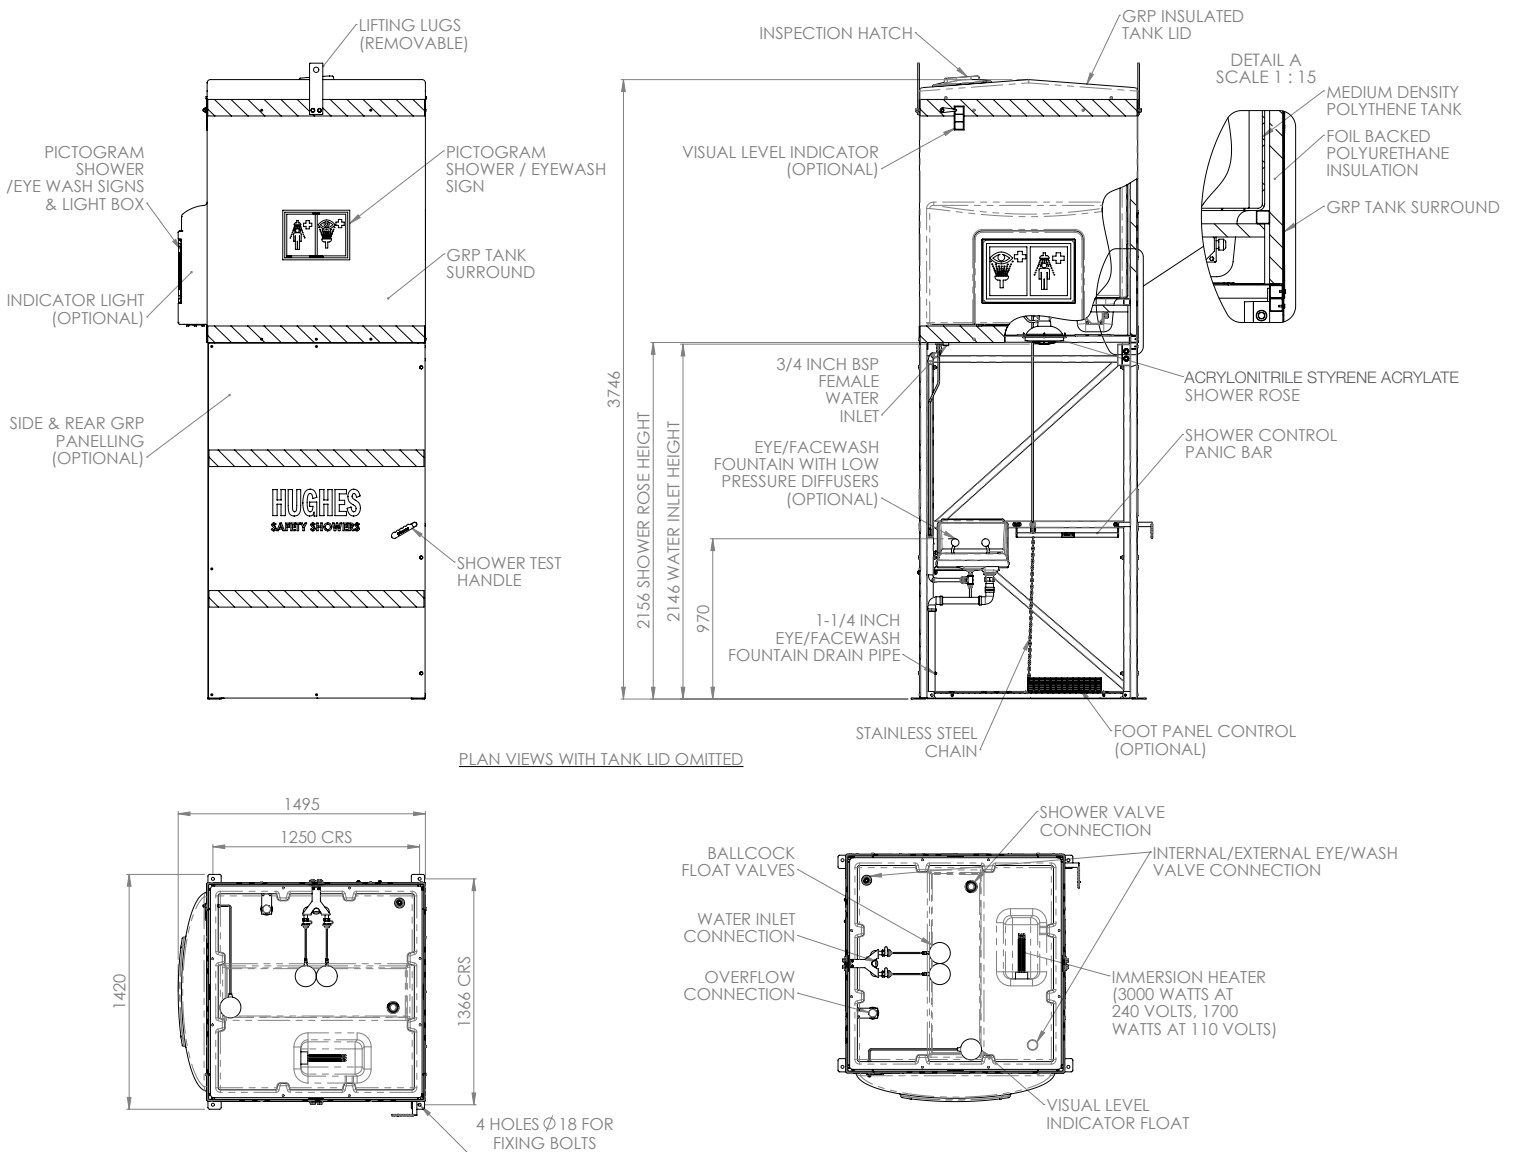 LIFTING LUGS
(REMOVABLE)
PICTOGRAM
SHOWER
/EYE WASH SIGNS
& LIGHT BOX
PICTOGRAM
SHOWER / EYEWASH
SIGN
GRP TANK
SURROUND
INDICATOR LIGHT
(OPTIONAL)
SIDE & REAR GRP
PANELLING
(OPTIONAL)
HUGHES
SAFETY SHOWERS
SHOWER TEST
HANDLE
INSPECTION HATCH
GRP INSULATED
TANK LID
VISUAL LEVEL INDICATOR
(OPTIONAL)
DETAIL A
SCALE 1 : 15
MEDIUM DENSITY
POLYTHENE TANK
FOIL BACKED
POLYURETHANE
INSULATION
GRP TANK SURROUND
3746
2156 SHOWER ROSE HEIGHT
2146 WATER INLET HEIGHT
970
3/4 INCH BSP
FEMALE
WATER
INLET
EYE/FACEWASH
FOUNTAIN WITH LOW
PRESSURE DIFFUSERS
(OPTIONAL)
1-1/4 INCH
EYE/FACEWASH
FOUNTAIN DRAIN PIPE
ACRYLONITRILE STYRENE ACRYLATE
SHOWER ROSE
SHOWER CONTROL
PANIC BAR
STAINLESS STEEL
CHAIN
FOOT PANEL CONTROL
(OPTIONAL)
PLAN VIEWS WITH TANK LID OMITTED
1495
1250 CRS
1420
1366 CRS
4 HOLES Ø 18 FOR
FIXING BOLTS
BALLCOCK
FLOAT VALVES
WATER INLET
CONNECTION
OVERFLOW
CONNECTION
SHOWER VALVE
CONNECTION
INTERNAL/EXTERNAL EYE/WASH
VALVE CONNECTION
IMMERSION HEATER
(3000 WATTS AT
240 VOLTS, 1700
WATTS AT 110 VOLTS)
VISUAL LEVEL
INDICATOR FLOAT